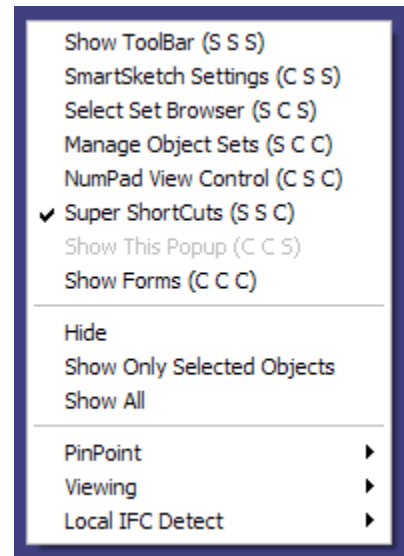 Show ToolBar (S S S)
SmartSketch Settings (C S S)
Select Set Browser (S C S)
Manage Object Sets (S C C)
NumPad View Control (C S C)
Super ShortCuts (S S C)
Show This Popup (C C S)
Show Forms (C C C)
Hide
Show Only Selected Objects
Show All
PinPoint
Viewing
Local IFC Detect